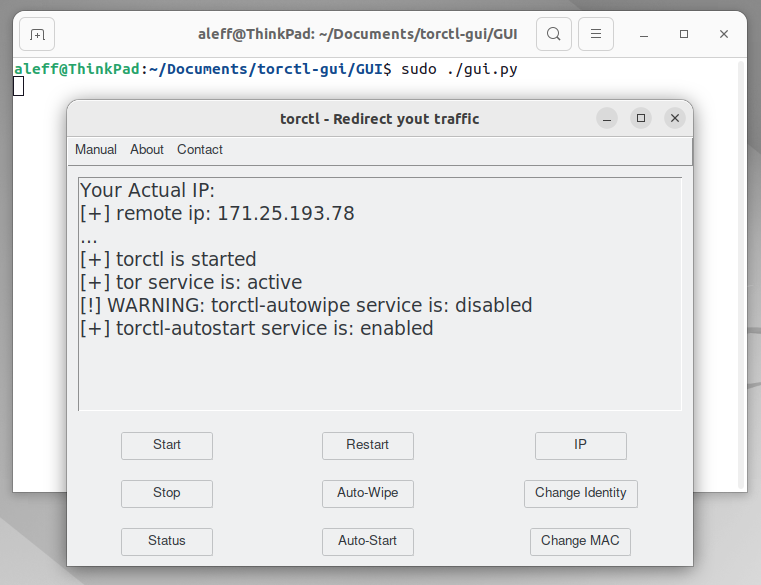 aleff@ThinkPad: ~/Documents/torctl-gui/GUI
aleff@ThinkPad:~/Documents/torctl-gui/GUI$ sudo ./gui.py
torctl - Redirect yout traffic
Manual About Contact
Your Actual IP:
[+] remote ip: 171.25.193.78
...
[+] torctl is started
[+] tor service is: active
[!] WARNING: torctl-autowipe service is: disabled
[+] torctl-autostart service is: enabled
Start Restart IP
Stop Auto-Wipe Change Identity
Status Auto-Start Change MAC